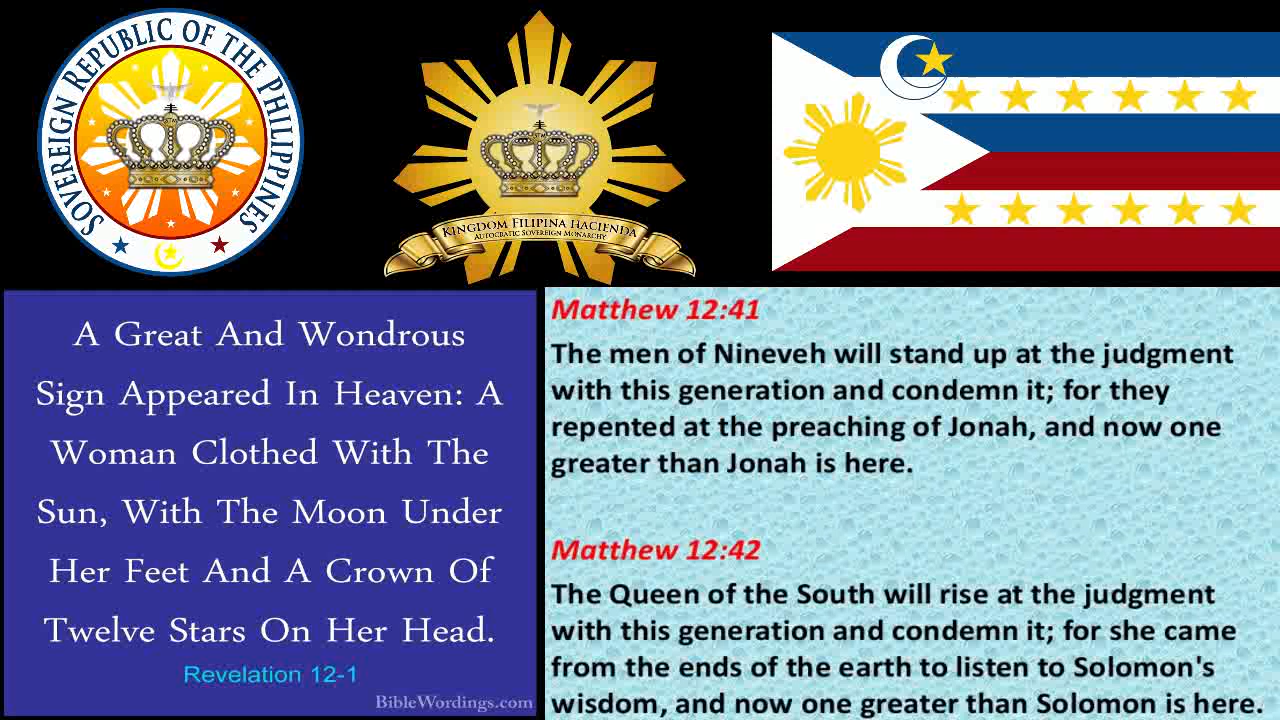 SOVEREIGN REPUBLIC OF THE PHILIPPINES
KINGDOM FILIPINA HACIENDA
AUTOCRATIC SOVEREIGN MONARCHY
A Great And Wondrous
Sign Appeared In Heaven: A
Woman Clothed With The
Sun, With The Moon Under
Her Feet And A Crown Of
Twelve Stars On Her Head.
Revelation 12-1
BibleWordings.com
Matthew 12:41
The men of Nineveh will stand up at the judgment
with this generation and condemn it; for they
repented at the preaching of Jonah, and now one
greater than Jonah is here.
Matthew 12:42
The Queen of the South will rise at the judgment
with this generation and condemn it; for she came
from the ends of the earth to listen to Solomon's
wisdom, and now one greater than Solomon is here.